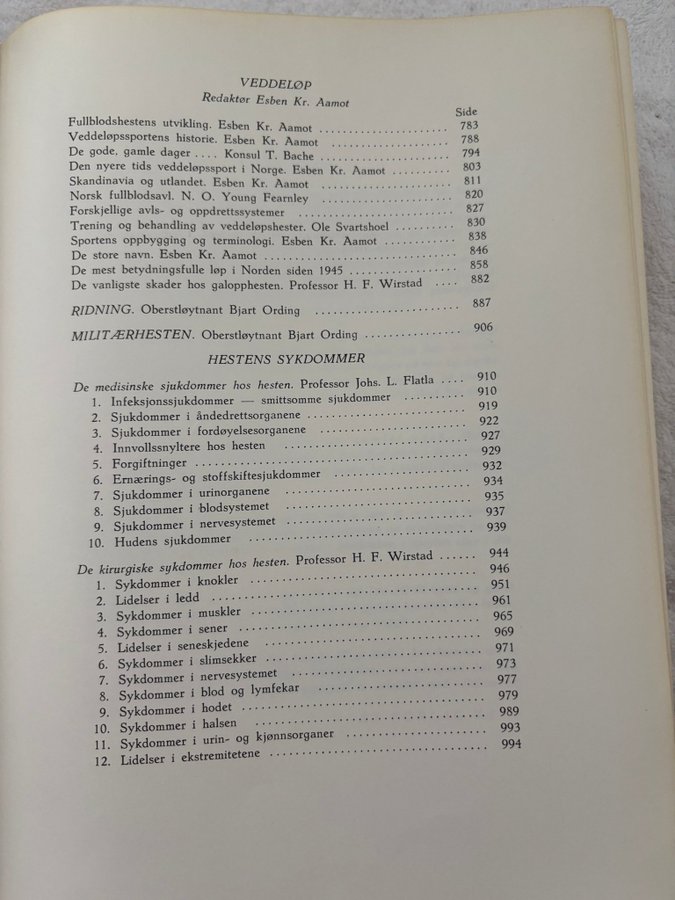 VEDDELØP
Redaktør Esben Kr. Aamot
Side
Fullblodshestens utvikling. Esben Kr. Aamot ...................... 783
Veddeløpssportens historie. Esben Kr. Aamot ...................... 788
De gode, gamle dager .... Konsul T. Bache ...................... 794
Den nyere tids veddeløpssport i Norge. Esben Kr. Aamot ........... 803
Skandinavia og utlandet. Esben Kr. Aamot ...................... 811
Norsk fullblodsavl. N. O. Young Fearnley ...................... 820
Forskjellige avls- og oppdrettssystemer ...................... 827
Trening og behandling av veddeløpshester. Ole Svartshoel .......... 830
Sportens oppbygging og terminologi. Esben Kr. Aamot ............ 838
De store navn. Esben Kr. Aamot ...................... 846
De mest betydningsfulle løp i Norden siden 1945 .................. 858
De vanligste skader hos galopphesten. Professor H. F. Wirstad ...... 882
RIDNING. Oberstløytnant Bjart Ording ...................... 887
MILITÆRHESTEN. Oberstløytnant Bjart Ording ................ 906
HESTENS SYKDOMMER
De medisinske sjukdommer hos hesten. Professor Johs. L. Flatla .... 910
1. Infeksjonssjukdommer — smittsomme sjukdommer .......... 910
2. Sjukdommer i åndedrettsorganene ...................... 919
3. Sjukdommer i fordøyelsesorganene ...................... 922
4. Innvollssnyltere hos hesten ...................... 927
5. Forgiftninger ...................... 929
6. Ernærings- og stoffskiftesjukdommer ...................... 932
7. Sjukdommer i urinorganene ...................... 934
8. Sjukdommer i blodsystemet ...................... 935
9. Sjukdommer i nervesystemet ...................... 937
10. Hudens sjukdommer ...................... 939
De kirurgiske sykdommer hos hesten. Professor H. F. Wirstad ...... 944
1. Sykdommer i knokler ...................... 946
2. Lidelser i ledd ...................... 951
3. Sykdommer i muskler ...................... 961
4. Sykdommer i sener ...................... 965
5. Lidelser i seneskjedene ...................... 969
6. Sykdommer i slimsekker ...................... 971
7. Sykdommer i nervesystemet ...................... 973
8. Sykdommer i blod og lymfekar ...................... 977
9. Sykdommer i hodet ...................... 979
10. Sykdommer i halsen ...................... 989
11. Sykdommer i urin- og kjønnsorganer ...................... 993
12. Lidelser i ekstremitetene ...................... 994